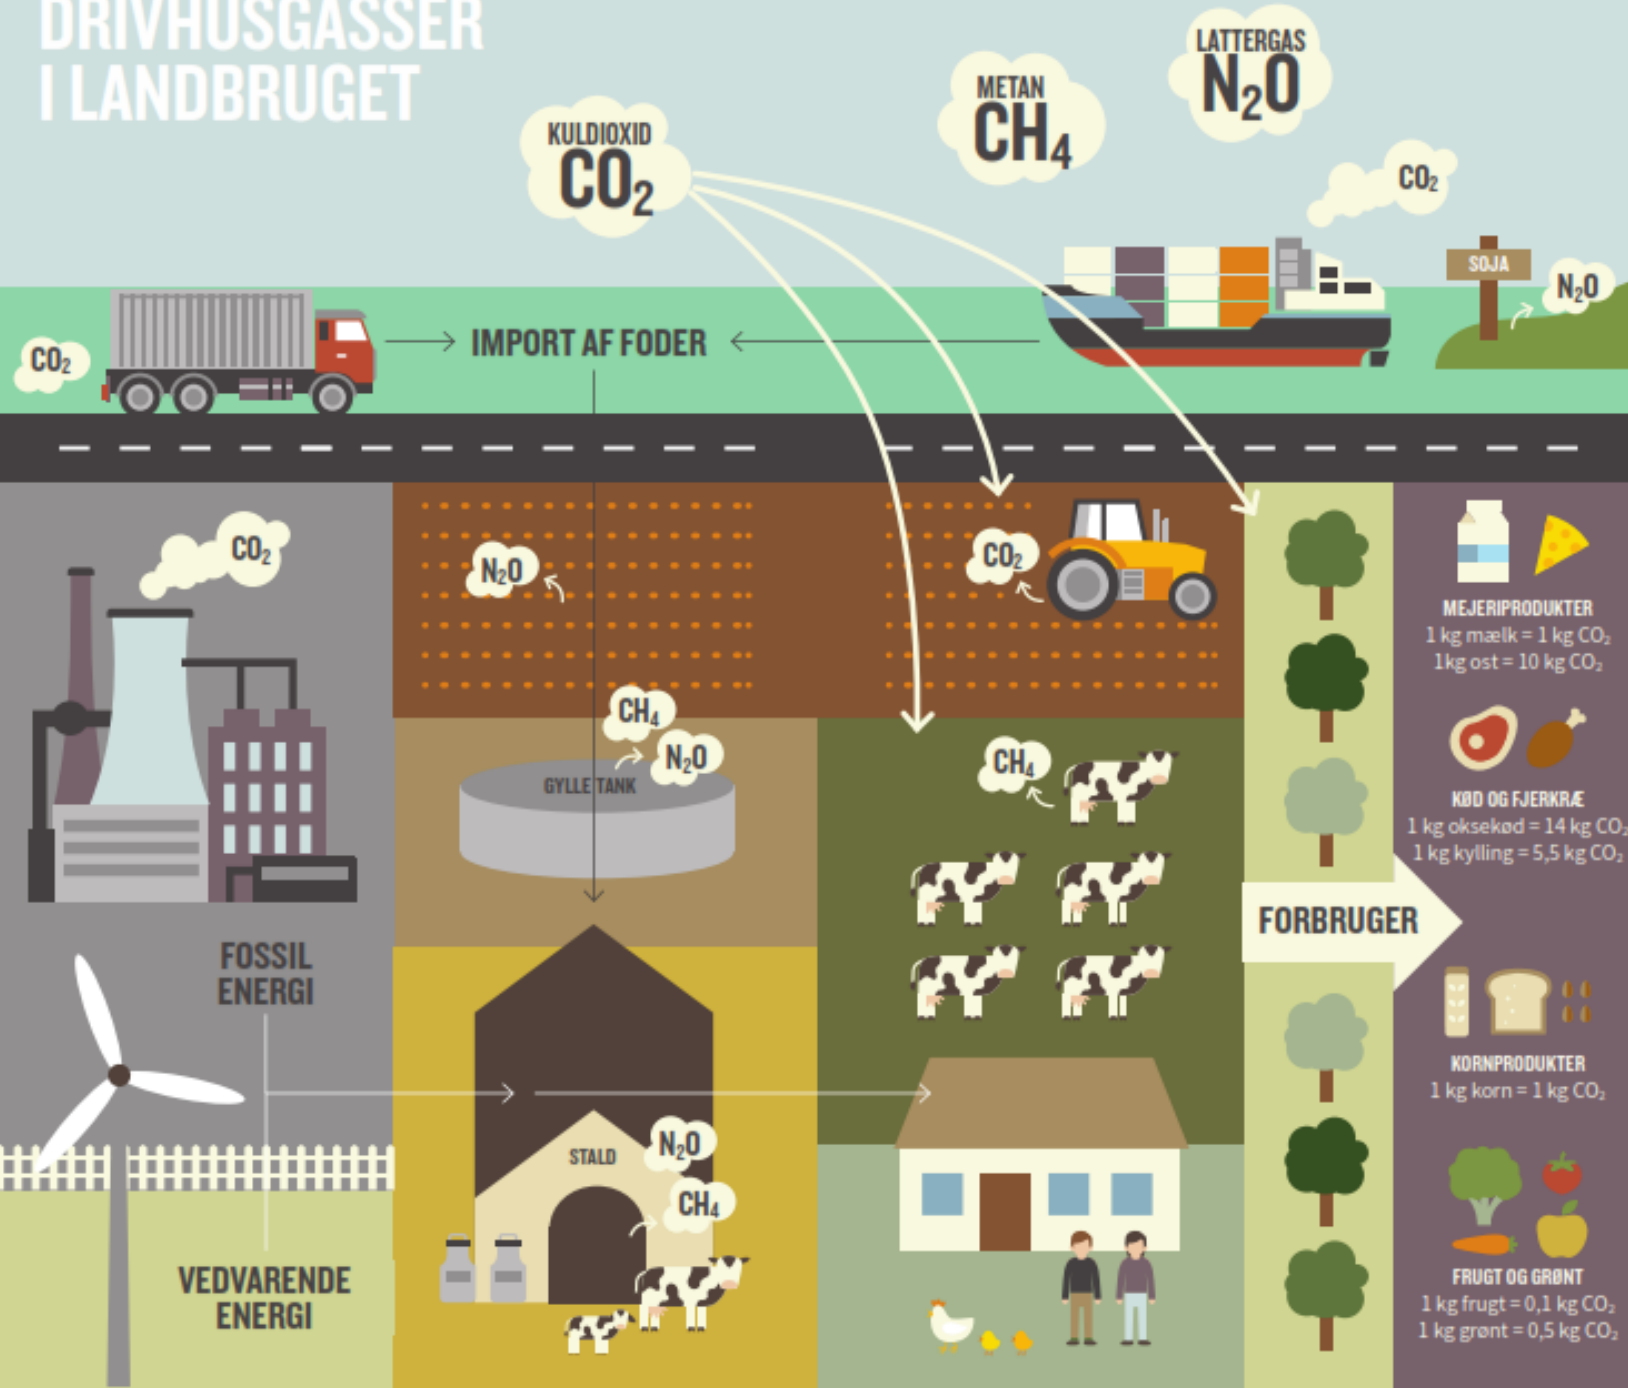 DRIVHUSGASSER
I LANDBRUGET
KULDIOXID
CO₂
METAN
CH₄
LATTERGAS
N₂O
CO₂
SOJA
N₂O
CO₂
IMPORT AF FODER
CO₂
N₂O
CO₂
CH₄
N₂O
GYLLE TANK
CH₄
FOSSIL
ENERGI
VEDVARENDE
ENERGI
STALD
N₂O
CH₄
FORBRUGER
MEJERIPRODUKTER
1 kg mælk = 1 kg CO₂
1kg ost = 10 kg CO₂
KØD OG FJERKRÆ
1 kg oksekød = 14 kg CO₂
1 kg kylling = 5,5 kg CO₂
KORNPRODUKTER
1 kg korn = 1 kg CO₂
FRUGT OG GRØNT
1 kg frugt = 0,1 kg CO₂
1 kg grønt = 0,5 kg CO₂